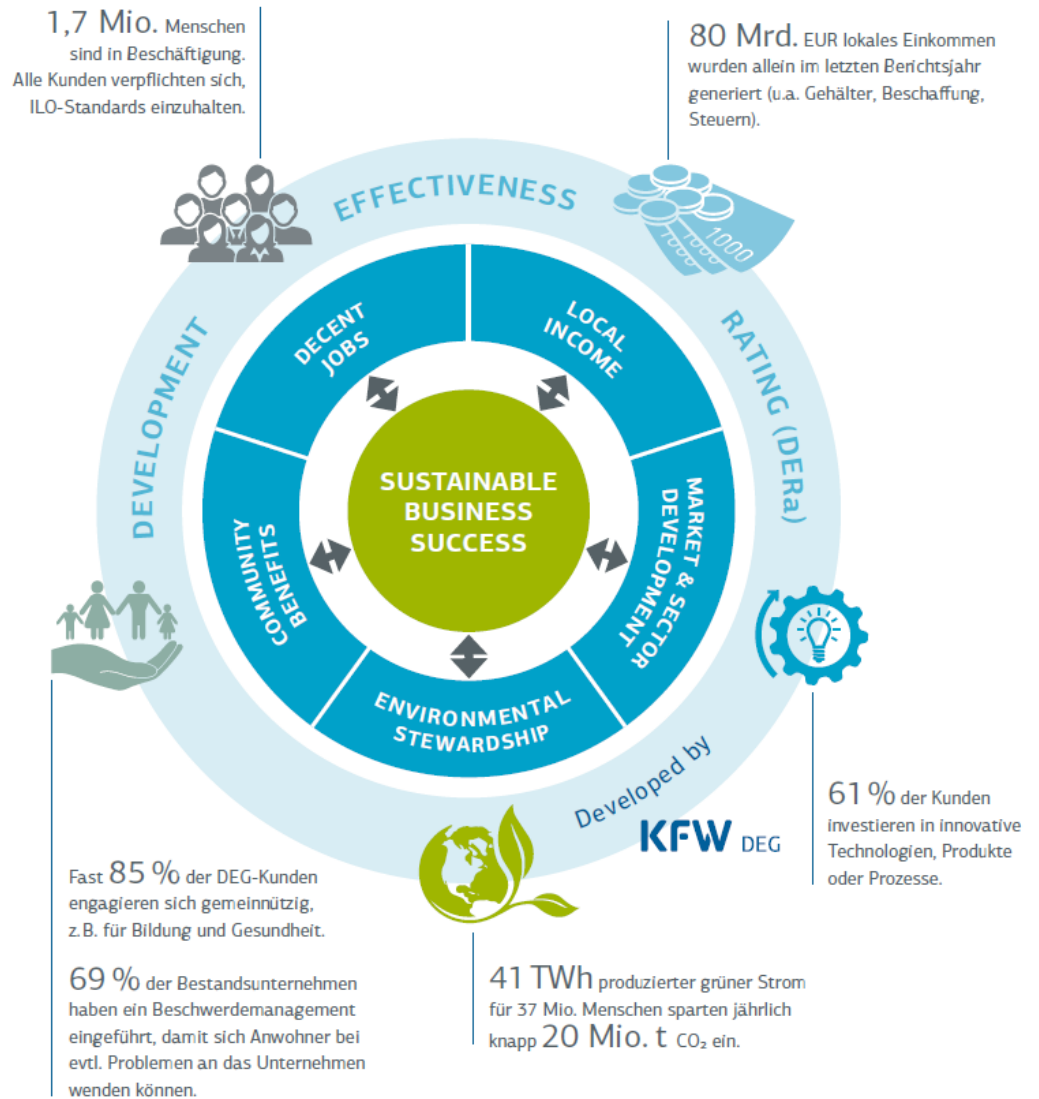 1,7 Mio. Menschen
sind in Beschäftigung.
Alle Kunden verpflichten sich,
ILO-Standards einzuhalten.
80 Mrd. EUR lokales Einkommen
wurden allein im letzten Berichtsjahr
generiert (u.a. Gehälter, Beschaffung,
Steuern).
DEVELOPMENT
EFFECTIVENESS
RATING (DERa)
1000
1000
1000
DECENT
JOBS
LOCAL
INCOME
MARKET & SECTOR
DEVELOPMENT
ENVIRONMENTAL
STEWARDSHIP
COMMUNITY
BENEFITS
SUSTAINABLE
BUSINESS
SUCCESS
Developed by
KFW DEG
61 % der Kunden
investieren in innovative
Technologien, Produkte
oder Prozesse.
Fast 85 % der DEG-Kunden
engagieren sich gemeinnützig,
z.B. für Bildung und Gesundheit.
69 % der Bestandsunternehmen
haben ein Beschwerdemanagement
eingeführt, damit sich Anwohner bei
evtl. Problemen an das Unternehmen
wenden können.
41 TWh produzierter grüner Strom
für 37 Mio. Menschen sparten jährlich
knapp 20 Mio. t CO₂ ein.